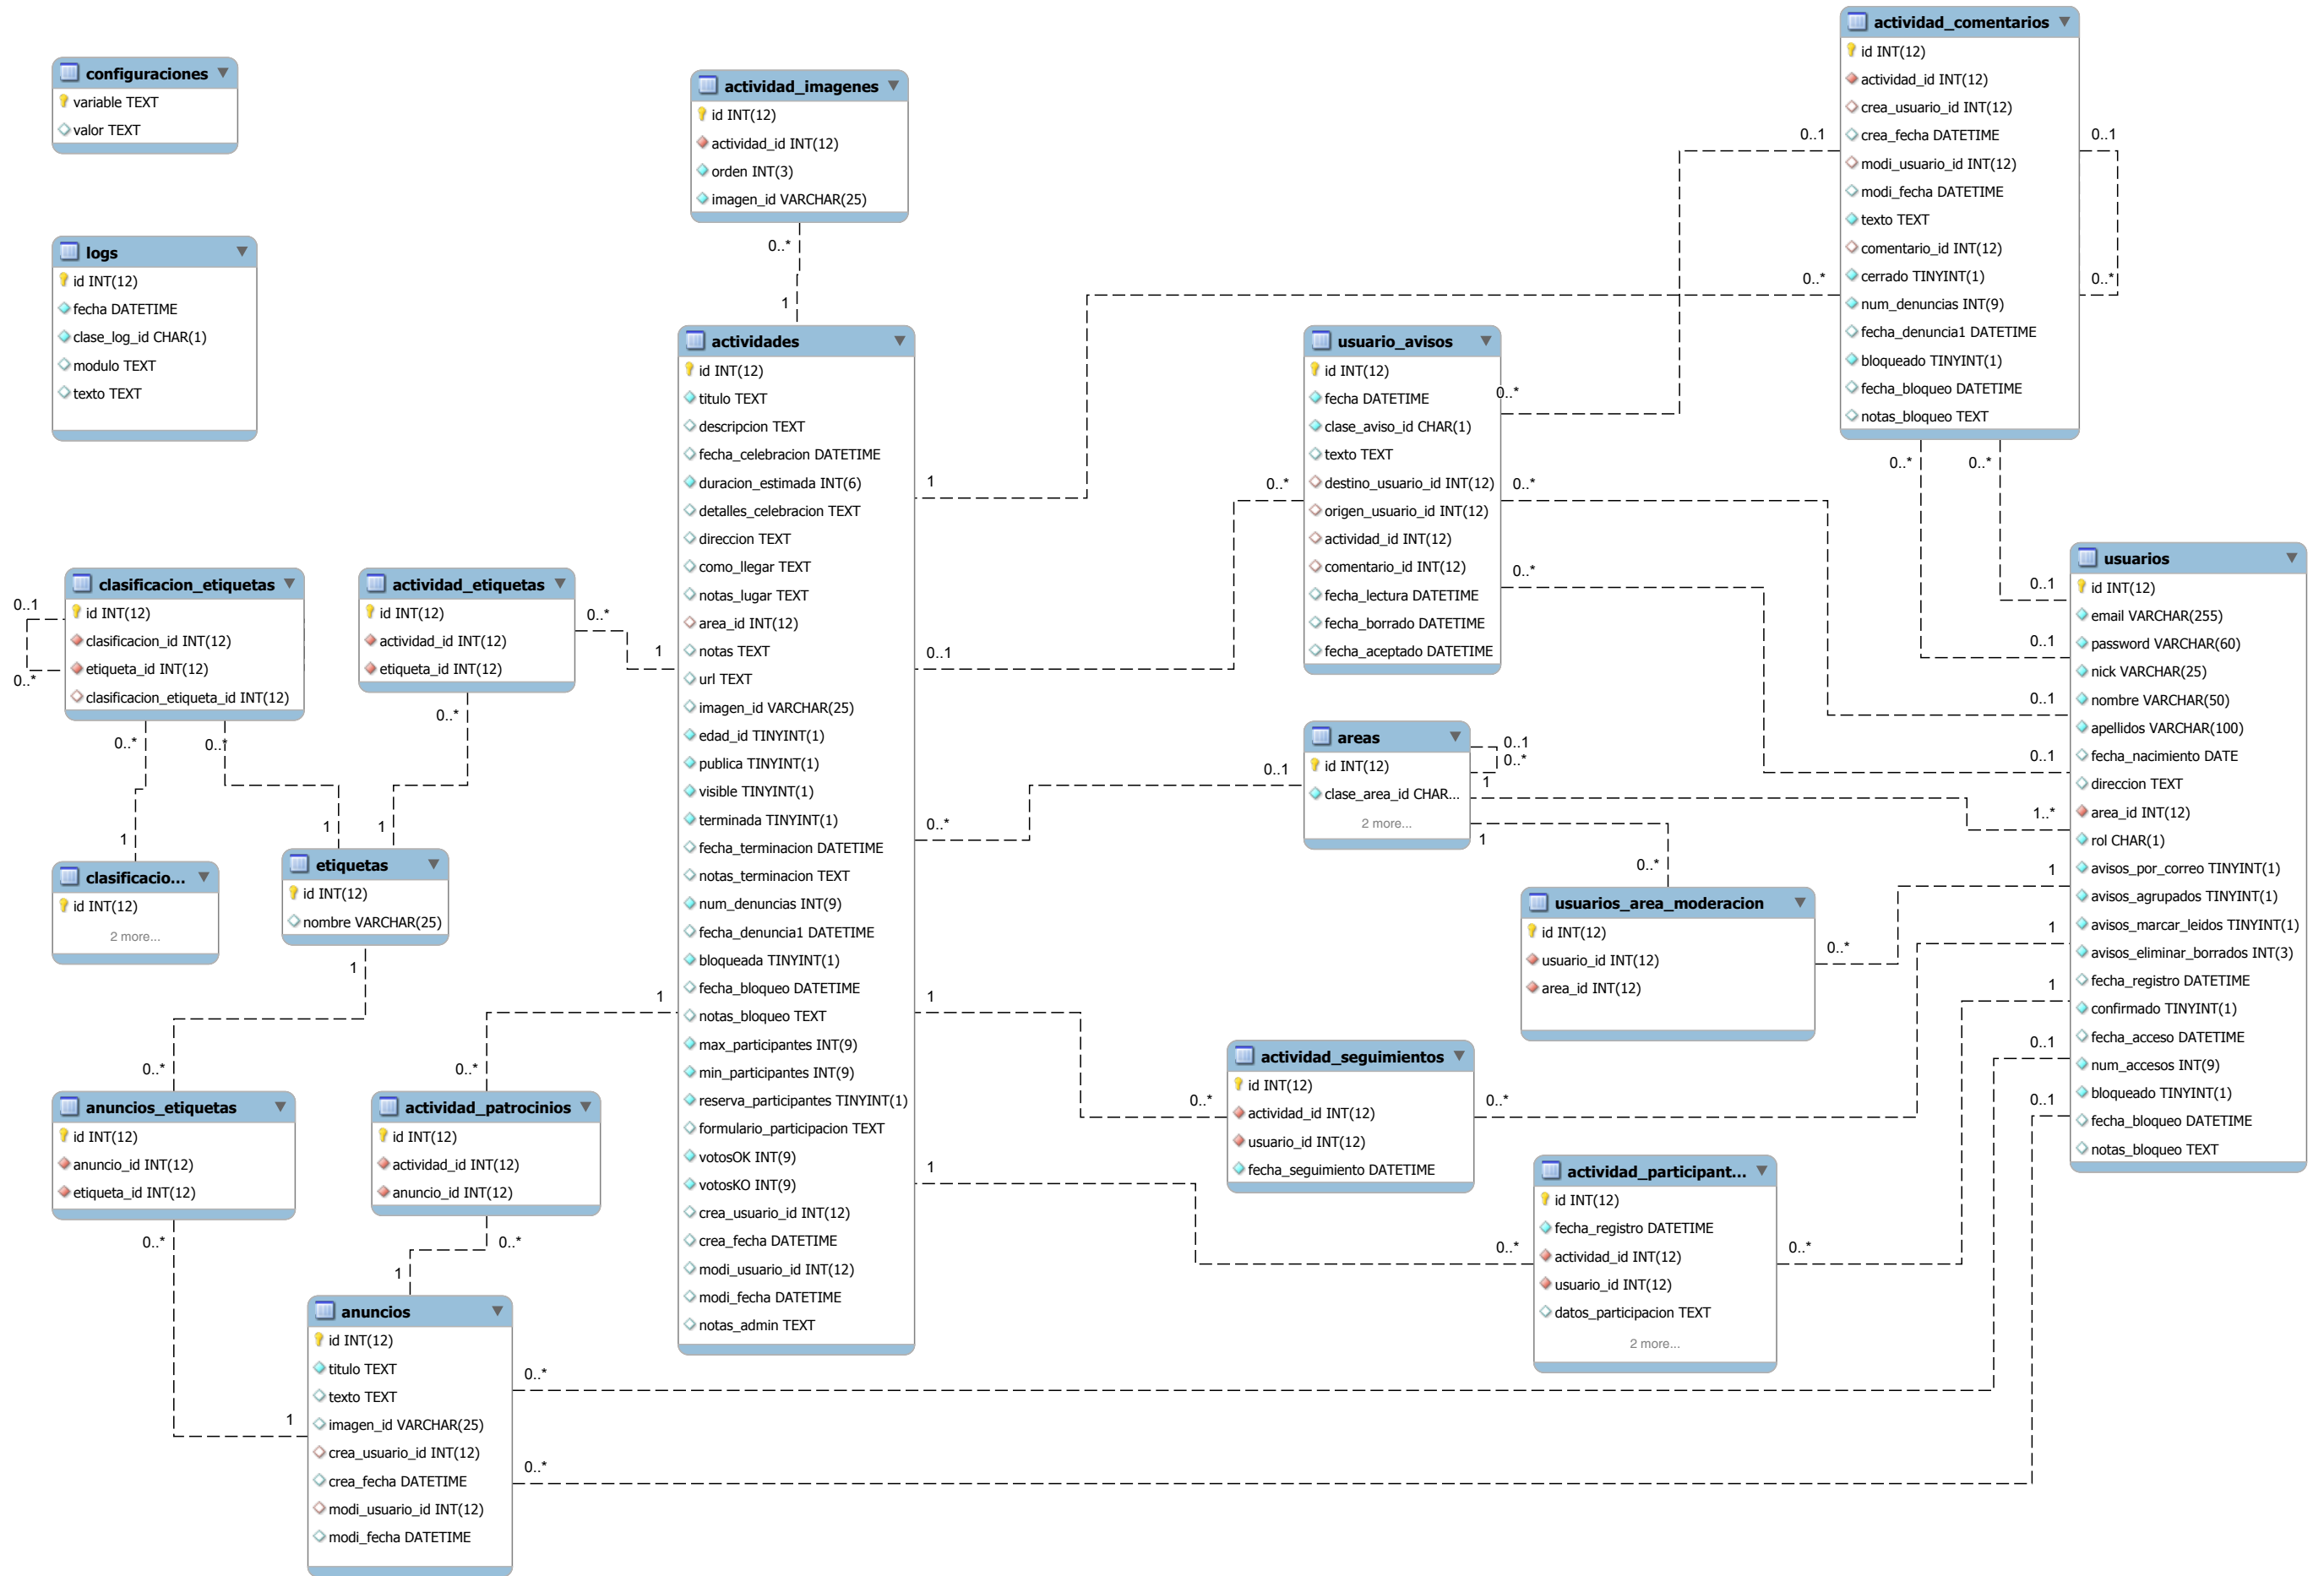 configuraciones
variable TEXT
valor TEXT
logs
id INT(12)
fecha DATETIME
clase_log_id CHAR(1)
modulo TEXT
texto TEXT
actividad_imagenes
id INT(12)
actividad_id INT(12)
orden INT(3)
imagen_id VARCHAR(25)
0..*
1
actividades
id INT(12)
titulo TEXT
descripcion TEXT
fecha_celebracion DATETIME
duracion_estimada INT(6)
detalles_celebracion TEXT
direccion TEXT
como_llegar TEXT
notas_lugar TEXT
area_id INT(12)
notas TEXT
url TEXT
imagen_id VARCHAR(25)
edad_id TINYINT(1)
publica TINYINT(1)
visible TINYINT(1)
terminada TINYINT(1)
fecha_terminacion DATETIME
notas_terminacion TEXT
num_denuncias INT(9)
fecha_denuncia1 DATETIME
bloqueada TINYINT(1)
fecha_bloqueo DATETIME
notas_bloqueo TEXT
max_participantes INT(9)
min_participantes INT(9)
reserva_participantes TINYINT(1)
formulario_participacion TEXT
votosOK INT(9)
votosKO INT(9)
crea_usuario_id INT(12)
crea_fecha DATETIME
modi_usuario_id INT(12)
modi_fecha DATETIME
notas_admin TEXT
1
0..1
0..*
1
1
1
1
actividad_comentarios
id INT(12)
actividad_id INT(12)
crea_usuario_id INT(12)
crea_fecha DATETIME
modi_usuario_id INT(12)
modi_fecha DATETIME
texto TEXT
comentario_id INT(12)
cerrado TINYINT(1)
num_denuncias INT(9)
fecha_denuncia1 DATETIME
bloqueado TINYINT(1)
fecha_bloqueo DATETIME
notas_bloqueo TEXT
0..1
0..*
0..1
0..*
0..*
0..*
usuario_avisos
id INT(12)
fecha DATETIME
clase_aviso_id CHAR(1)
texto TEXT
destino_usuario_id INT(12)
origen_usuario_id INT(12)
actividad_id INT(12)
comentario_id INT(12)
fecha_lectura DATETIME
fecha_borrado DATETIME
fecha_aceptado DATETIME
0..*
0..*
0..*
0..*
usuarios
id INT(12)
email VARCHAR(255)
password VARCHAR(60)
nick VARCHAR(25)
nombre VARCHAR(50)
apellidos VARCHAR(100)
fecha_nacimiento DATE
direccion TEXT
area_id INT(12)
rol CHAR(1)
avisos_por_correo TINYINT(1)
avisos_agrupados TINYINT(1)
avisos_marcar_leidos TINYINT(1)
avisos_eliminar_borrados INT(3)
fecha_registro DATETIME
confirmado TINYINT(1)
fecha_acceso DATETIME
num_accesos INT(9)
bloqueado TINYINT(1)
fecha_bloqueo DATETIME
notas_bloqueo TEXT
0..1
0..1
0..1
0..1
1..*
1
1
1
0..1
0..1
clasificacion_etiquetas
id INT(12)
clasificacion_id INT(12)
etiqueta_id INT(12)
clasificacion_etiqueta_id INT(12)
0..1
0..*
0..*
0..*
actividad_etiquetas
id INT(12)
actividad_id INT(12)
etiqueta_id INT(12)
0..*
0..*
areas
id INT(12)
clase_area_id CHAR...
2 more...
0..1
0..1
0..*
1
1
clasificacio...
id INT(12)
2 more...
1
etiquetas
id INT(12)
nombre VARCHAR(25)
1
1
1
usuarios_area_moderacion
id INT(12)
usuario_id INT(12)
area_id INT(12)
0..*
0..*
actividad_seguimientos
id INT(12)
actividad_id INT(12)
usuario_id INT(12)
fecha_seguimiento DATETIME
0..*
0..*
anuncios_etiquetas
id INT(12)
anuncio_id INT(12)
etiqueta_id INT(12)
0..*
0..*
actividad_patrocinios
id INT(12)
actividad_id INT(12)
anuncio_id INT(12)
0..*
0..*
actividad_participant...
id INT(12)
fecha_registro DATETIME
actividad_id INT(12)
usuario_id INT(12)
datos_participacion TEXT
2 more...
0..*
0..*
anuncios
id INT(12)
titulo TEXT
texto TEXT
imagen_id VARCHAR(25)
crea_usuario_id INT(12)
crea_fecha DATETIME
modi_usuario_id INT(12)
modi_fecha DATETIME
1
1
0..*
0..*